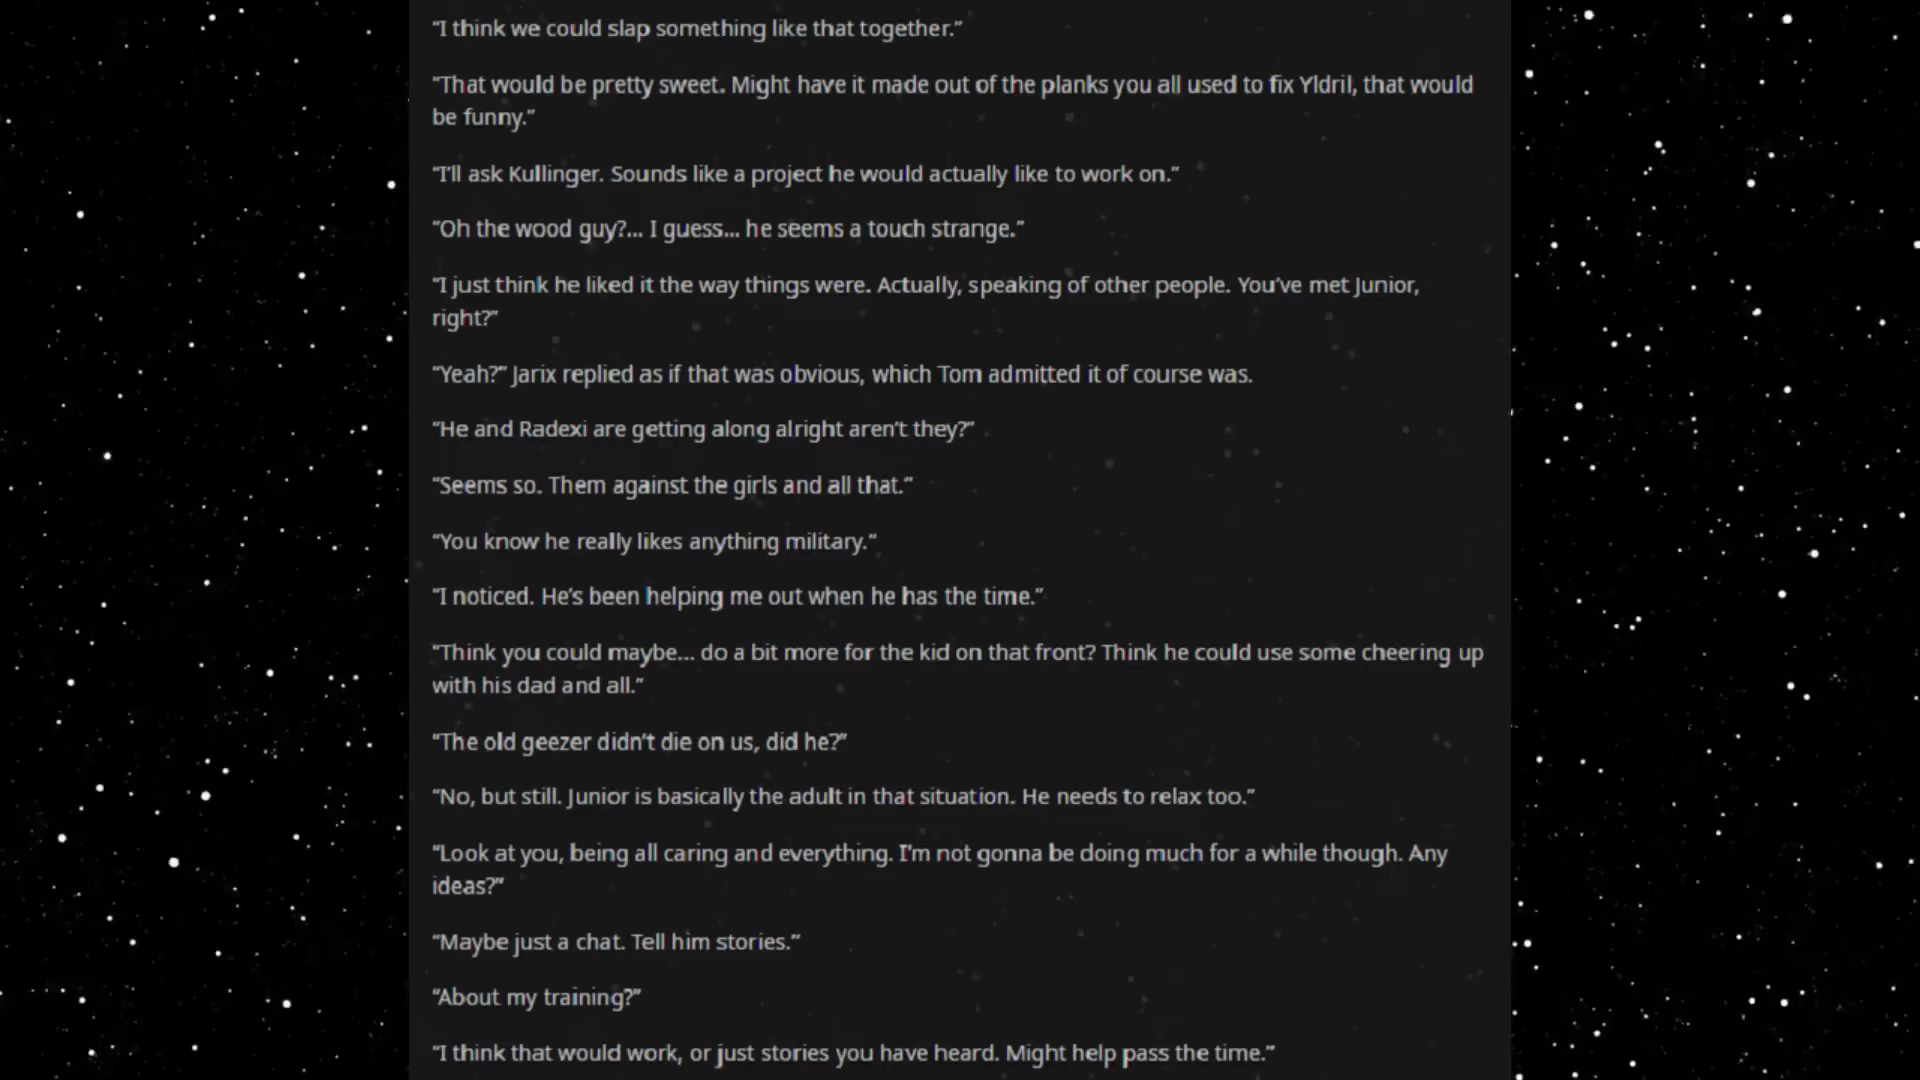 “I think we could slap something like that together.”
“That would be pretty sweet. Might have it made out of the planks you all used to fix Yldril, that would
be funny.”
“I’ll ask Kullinger. Sounds like a project he would actually like to work on.”
“Oh the wood guy?... I guess... he seems a touch strange.”
“I just think he liked it the way things were. Actually, speaking of other people. You’ve met Junior,
right?”
“Yeah?” Jarix replied as if that was obvious, which Tom admitted it of course was.
“He and Radexi are getting along alright aren’t they?”
“Seems so. Them against the girls and all that.”
“You know he really likes anything military.”
“I noticed. He’s been helping me out when he has the time.”
“Think you could maybe... do a bit more for the kid on that front? Think he could use some cheering up
with his dad and all.”
“The old geezer didn’t die on us, did he?”
“No, but still. Junior is basically the adult in that situation. He needs to relax too.”
“Look at you, being all caring and everything. I’m not gonna be doing much for a while though. Any
ideas?”
“Maybe just a chat. Tell him stories.”
“About my training?”
“I think that would work, or just stories you have heard. Might help pass the time.”